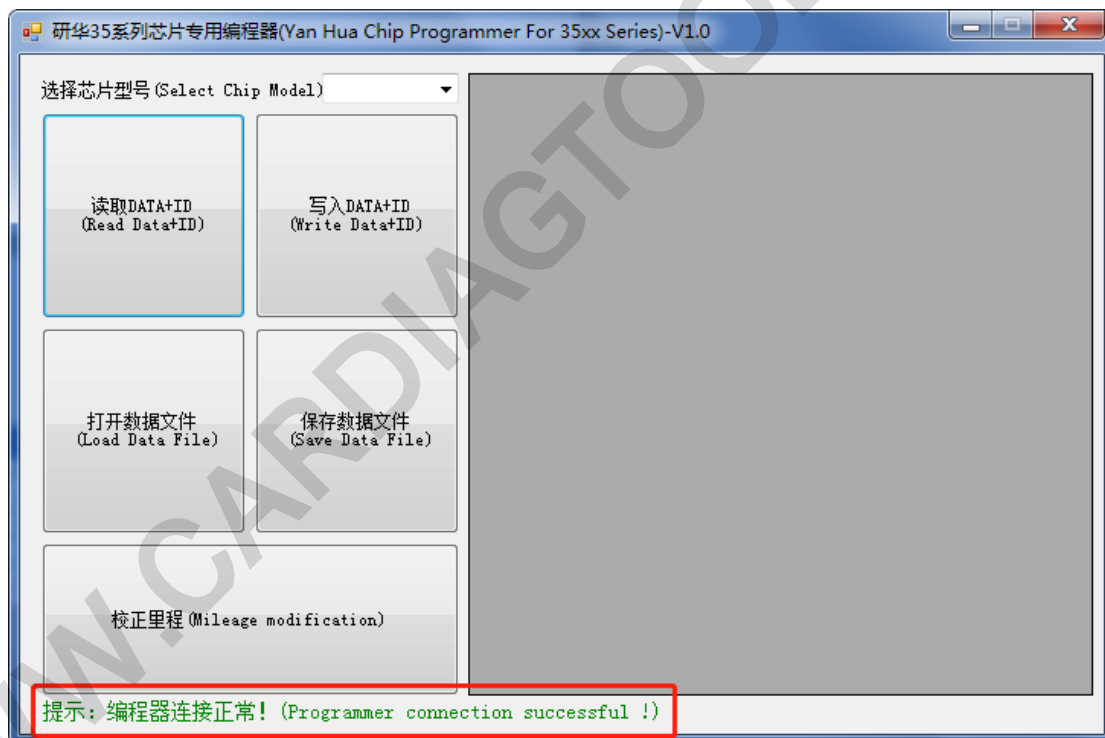 研华35系列芯片专用编程器(Yan Hua Chip Programmer For 35xx Series)-V1.0
选择芯片型号(Select Chip Model)
读取DATA+ID
(Read Data+ID)
写入DATA+ID
(Write Data+ID)
打开数据文件
(Load Data File)
保存数据文件
(Save Data File)
校正里程(Mileage modification)
提示：编程器连接正常！(Programmer connection successful !)
W.CARDIAGTOO